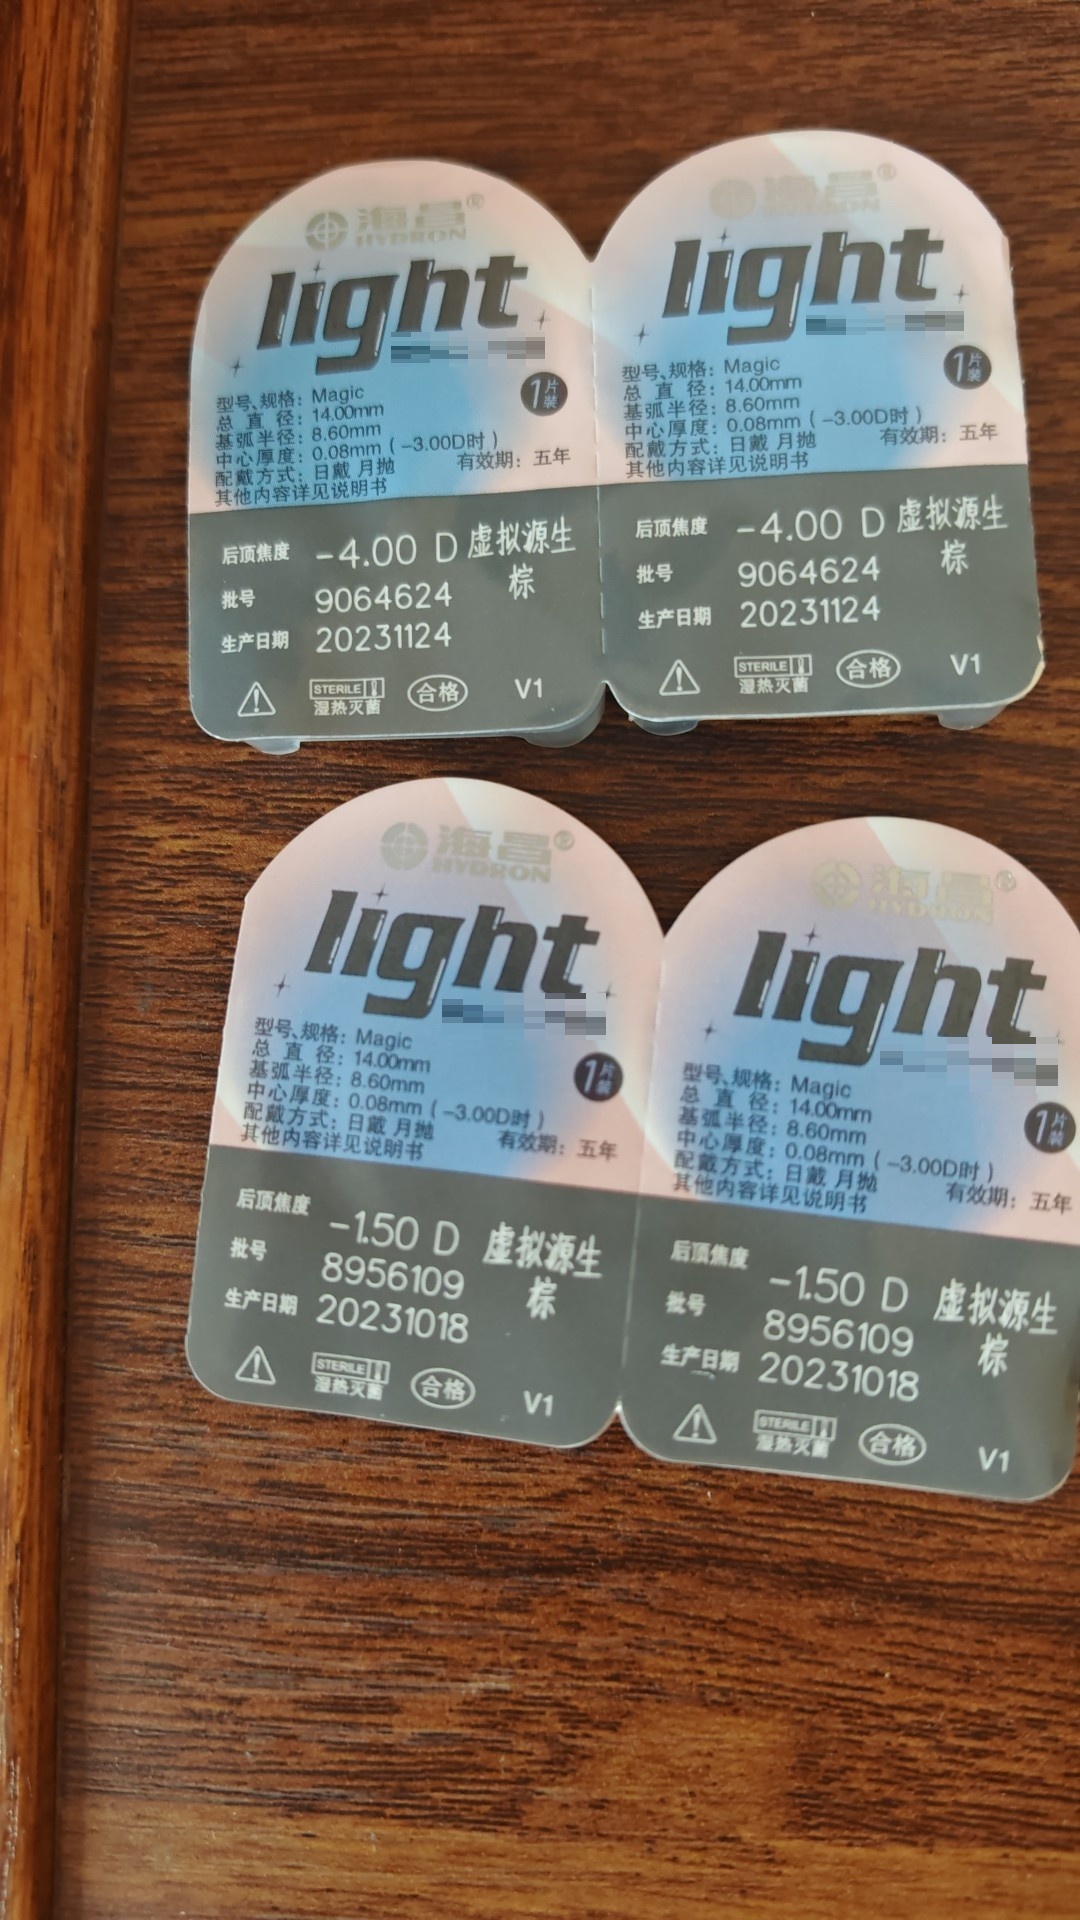 海昌®
HYDRON
light
型号、规格：Magic
总 直 径：14.00mm
基弧半径：8.60mm
中心厚度：0.08mm（-3.00D时）
配戴方式：日戴 月抛
有效期：五年
其他内容详见说明书
1片装
后顶焦度 -4.00 D
虚拟源生
棕
批号 9064624
生产日期 20231124
STERILE
湿热灭菌
合格
V1
海昌®
HYDRON
light
型号、规格：Magic
总 直 径：14.00mm
基弧半径：8.60mm
中心厚度：0.08mm（-3.00D时）
配戴方式：日戴 月抛
有效期：五年
其他内容详见说明书
1片装
后顶焦度 -4.00 D
虚拟源生
棕
批号 9064624
生产日期 20231124
STERILE
湿热灭菌
合格
V1
海昌®
HYDRON
light
型号、规格：Magic
总 直 径：14.00mm
基弧半径：8.60mm
中心厚度：0.08mm（-3.00D时）
配戴方式：日戴 月抛
有效期：五年
其他内容详见说明书
1片装
后顶焦度 -1.50 D
虚拟源生
棕
批号 8956109
生产日期 20231018
STERILE
湿热灭菌
合格
V1
海昌®
HYDRON
light
型号、规格：Magic
总 直 径：14.00mm
基弧半径：8.60mm
中心厚度：0.08mm（-3.00D时）
配戴方式：日戴 月抛
有效期：五年
其他内容详见说明书
1片装
后顶焦度 -1.50 D
虚拟源生
棕
批号 8956109
生产日期 20231018
STERILE
湿热灭菌
合格
V1